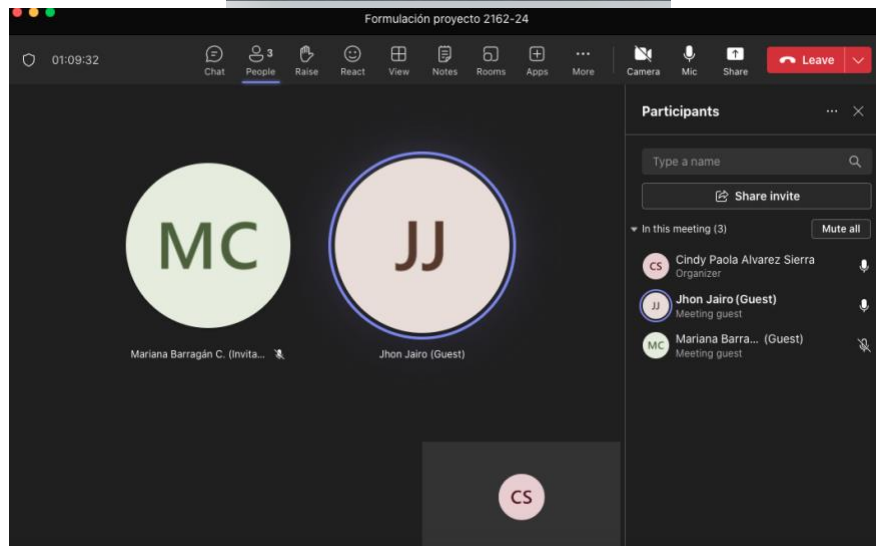 Formulación proyecto 2162-24
01:09:32
Chat
People 3
Raise
React
View
Notes
Rooms
Apps
More
Camera
Mic
Share
Leave
MC
Mariana Barragán C. (Invita...
JJ
Jhon Jairo (Guest)
CS
Participants
Type a name
Share invite
In this meeting (3)
Mute all
CS
Cindy Paola Alvarez Sierra
Organizer
JJ
Jhon Jairo (Guest)
Meeting guest
MC
Mariana Barra... (Guest)
Meeting guest